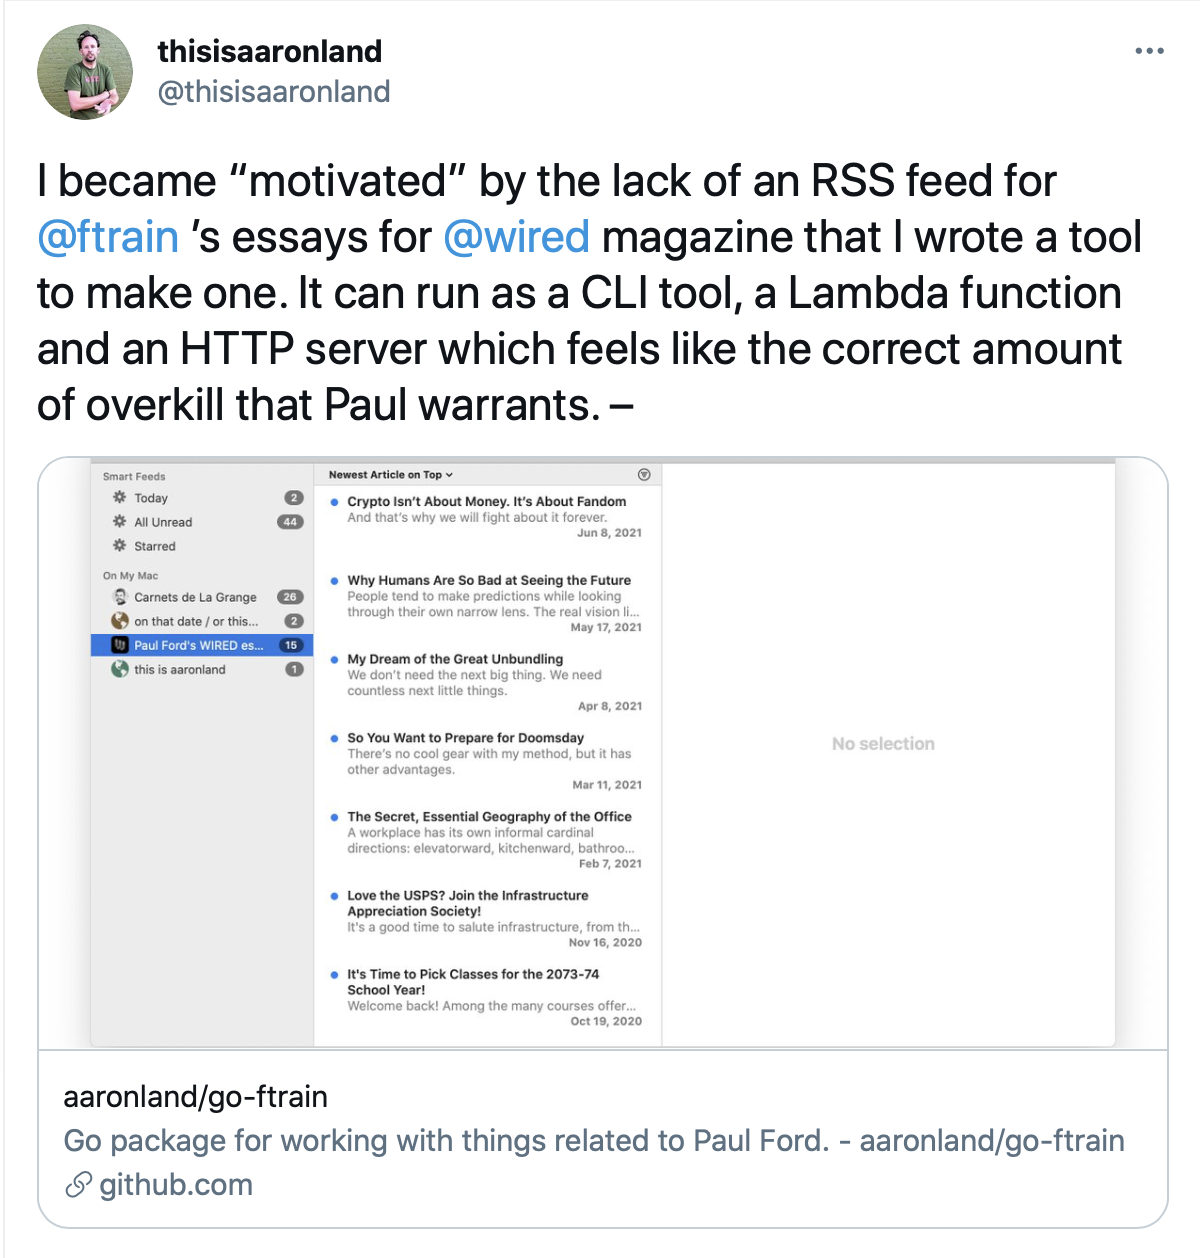 thisisaaronland
@thisisaaronland
I became “motivated” by the lack of an RSS feed for
@ftrain ’s essays for @wired magazine that I wrote a tool
to make one. It can run as a CLI tool, a Lambda function
and an HTTP server which feels like the correct amount
of overkill that Paul warrants. –
Smart Feeds
Today 2
All Unread 44
Starred
On My Mac
Carnets de La Grange 26
on that date / or this... 2
Paul Ford's WIRED es... 15
this is aaronland 1
Newest Article on Top
Crypto Isn’t About Money. It’s About Fandom
And that’s why we will fight about it forever.
Jun 8, 2021
Why Humans Are So Bad at Seeing the Future
People tend to make predictions while looking
through their own narrow lens. The real vision li...
May 17, 2021
My Dream of the Great Unbundling
We don’t need the next big thing. We need
countless next little things.
Apr 8, 2021
So You Want to Prepare for Doomsday
There’s no cool gear with my method, but it has
other advantages.
Mar 11, 2021
The Secret, Essential Geography of the Office
A workplace has its own informal cardinal
directions: elevatorward, kitchenward, bathroo...
Feb 7, 2021
Love the USPS? Join the Infrastructure
Appreciation Society!
It's a good time to salute infrastructure, from th...
Nov 16, 2020
It's Time to Pick Classes for the 2073-74
School Year!
Welcome back! Among the many courses offer...
Oct 19, 2020
No selection
aaronland/go-ftrain
Go package for working with things related to Paul Ford. - aaronland/go-ftrain
github.com